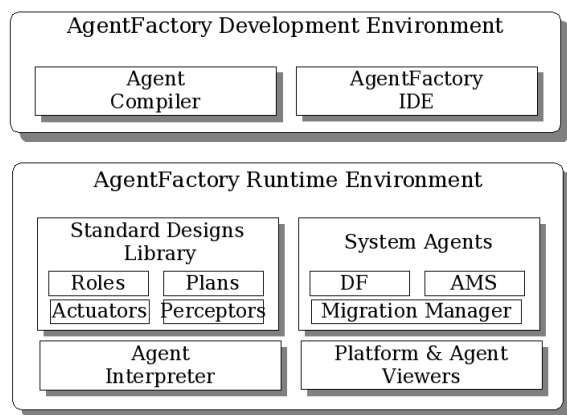 AgentFactory Development Environment
Agent
Compiler
AgentFactory
IDE
AgentFactory Runtime Environment
Standard Designs
Library
Roles
Plans
Actuators
Perceptors
System Agents
DF
AMS
Migration Manager
Agent
Interpreter
Platform & Agent
Viewers